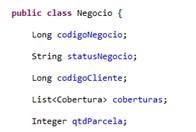 public class Negocio {
Long codigoNegocio;
String statusNegocio;
Long codigoCliente;
List<Cobertura> coberturas;
Integer qtdParcela;